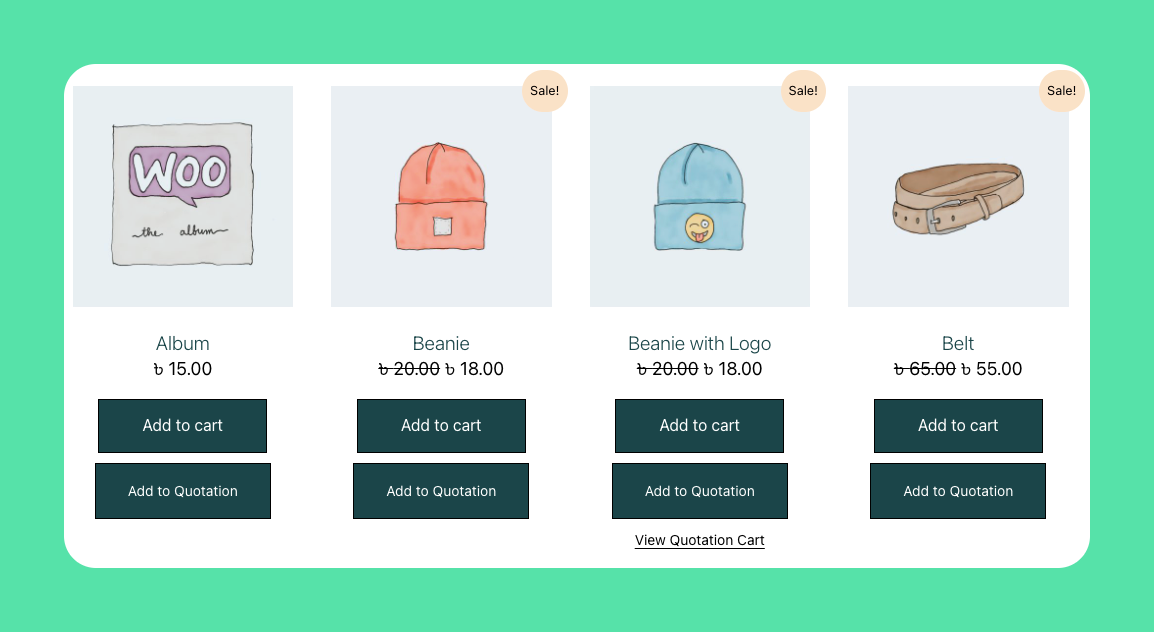 Sale!
Sale!
Sale!
WOO
the album
Album
Beanie
Beanie with Logo
Belt
৳ 15.00
৳ 20.00 ৳ 18.00
৳ 20.00 ৳ 18.00
৳ 65.00 ৳ 55.00
Add to cart
Add to cart
Add to cart
Add to cart
Add to Quotation
Add to Quotation
Add to Quotation
Add to Quotation
View Quotation Cart